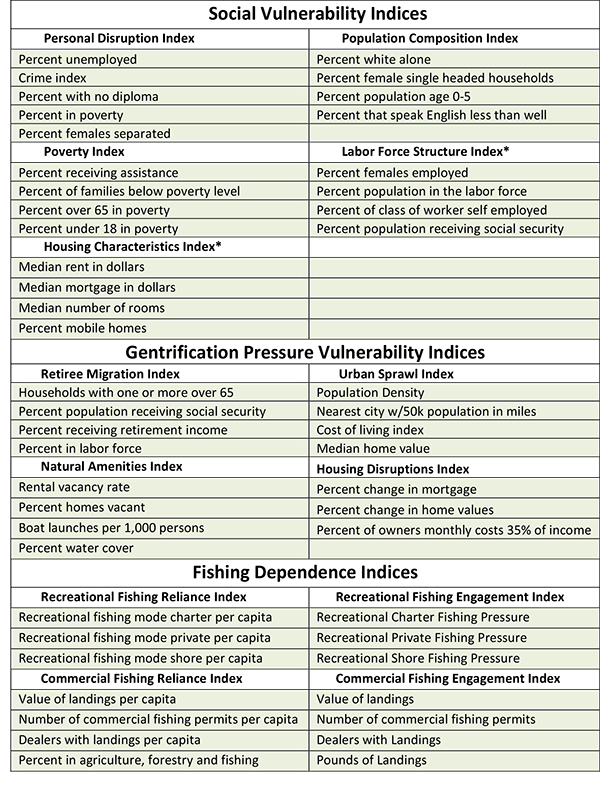 Social Vulnerability Indices
Personal Disruption Index
Population Composition Index
Percent unemployed
Percent white alone
Crime index
Percent female single headed households
Percent with no diploma
Percent population age 0-5
Percent in poverty
Percent that speak English less than well
Percent females separated
Poverty Index
Labor Force Structure Index*
Percent receiving assistance
Percent females employed
Percent of families below poverty level
Percent population in the labor force
Percent over 65 in poverty
Percent of class of worker self employed
Percent under 18 in poverty
Percent population receiving social security
Housing Characteristics Index*
Median rent in dollars
Median mortgage in dollars
Median number of rooms
Percent mobile homes
Gentrification Pressure Vulnerability Indices
Retiree Migration Index
Urban Sprawl Index
Households with one or more over 65
Population Density
Percent population receiving social security
Nearest city w/50k population in miles
Percent receiving retirement income
Cost of living index
Percent in labor force
Median home value
Natural Amenities Index
Housing Disruptions Index
Rental vacancy rate
Percent change in mortgage
Percent homes vacant
Percent change in home values
Boat launches per 1,000 persons
Percent of owners monthly costs 35% of income
Percent water cover
Fishing Dependence Indices
Recreational Fishing Reliance Index
Recreational Fishing Engagement Index
Recreational fishing mode charter per capita
Recreational Charter Fishing Pressure
Recreational fishing mode private per capita
Recreational Private Fishing Pressure
Recreational fishing mode shore per capita
Recreational Shore Fishing Pressure
Commercial Fishing Reliance Index
Commercial Fishing Engagement Index
Value of landings per capita
Value of landings
Number of commercial fishing permits per capita
Number of commercial fishing permits
Dealers with landings per capita
Dealers with Landings
Percent in agriculture, forestry and fishing
Pounds of Landings